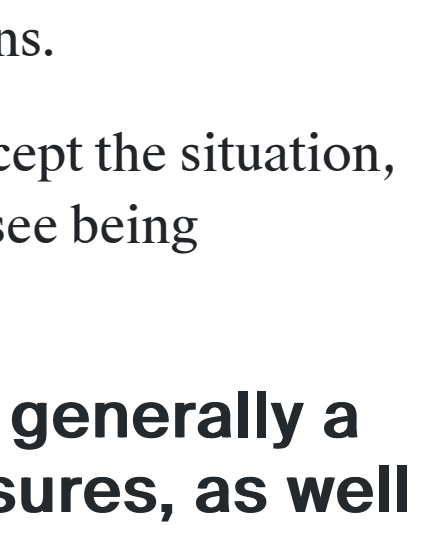 ns.
cept the situation,
see being
generally a
sures, as well